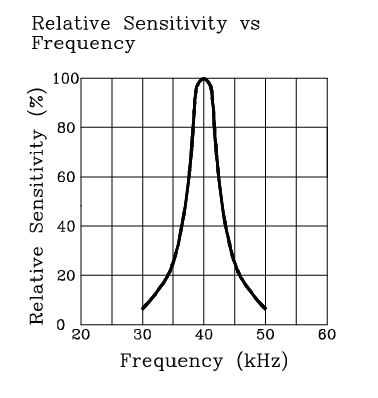 Relative Sensitivity vs
Frequency
Relative Sensitivity (%)
100
80
60
40
20
0
20 30 40 50 60
Frequency (kHz)